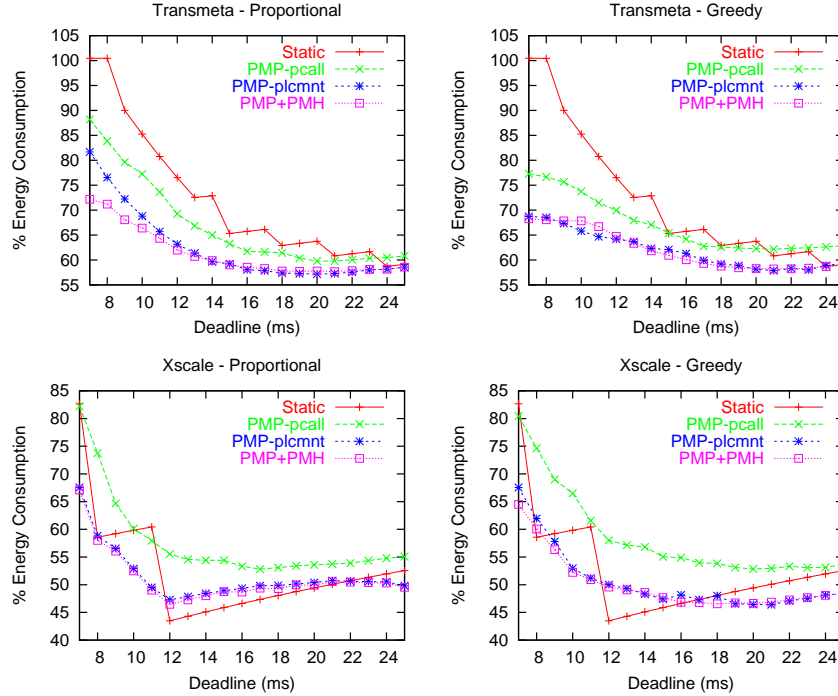 Transmeta - Proportional
% Energy Consumption
105
100
95
90
85
80
75
70
65
60
55
Static
PMP-pcall
PMP-plcmnt
PMP+PMH
8 10 12 14 16 18 20 22 24
Deadline (ms)
Transmeta - Greedy
% Energy Consumption
105
100
95
90
85
80
75
70
65
60
55
Static
PMP-pcall
PMP-plcmnt
PMP+PMH
8 10 12 14 16 18 20 22 24
Deadline (ms)
Xscale - Proportional
% Energy Consumption
85
80
75
70
65
60
55
50
45
40
Static
PMP-pcall
PMP-plcmnt
PMP+PMH
8 10 12 14 16 18 20 22 24
Deadline (ms)
Xscale - Greedy
% Energy Consumption
85
80
75
70
65
60
55
50
45
40
Static
PMP-pcall
PMP-plcmnt
PMP+PMH
8 10 12 14 16 18 20 22 24
Deadline (ms)